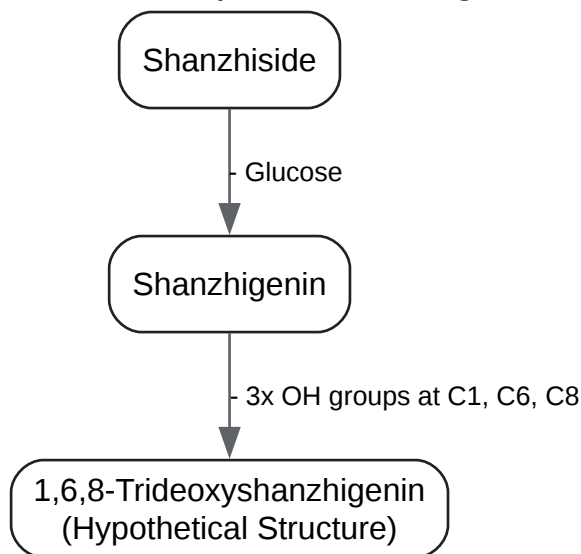 Shanzhiside
- Glucose
Shanzhigenin
- 3x OH groups at C1, C6, C8
1,6,8-Trideoxyshanzhigenin
(Hypothetical Structure)